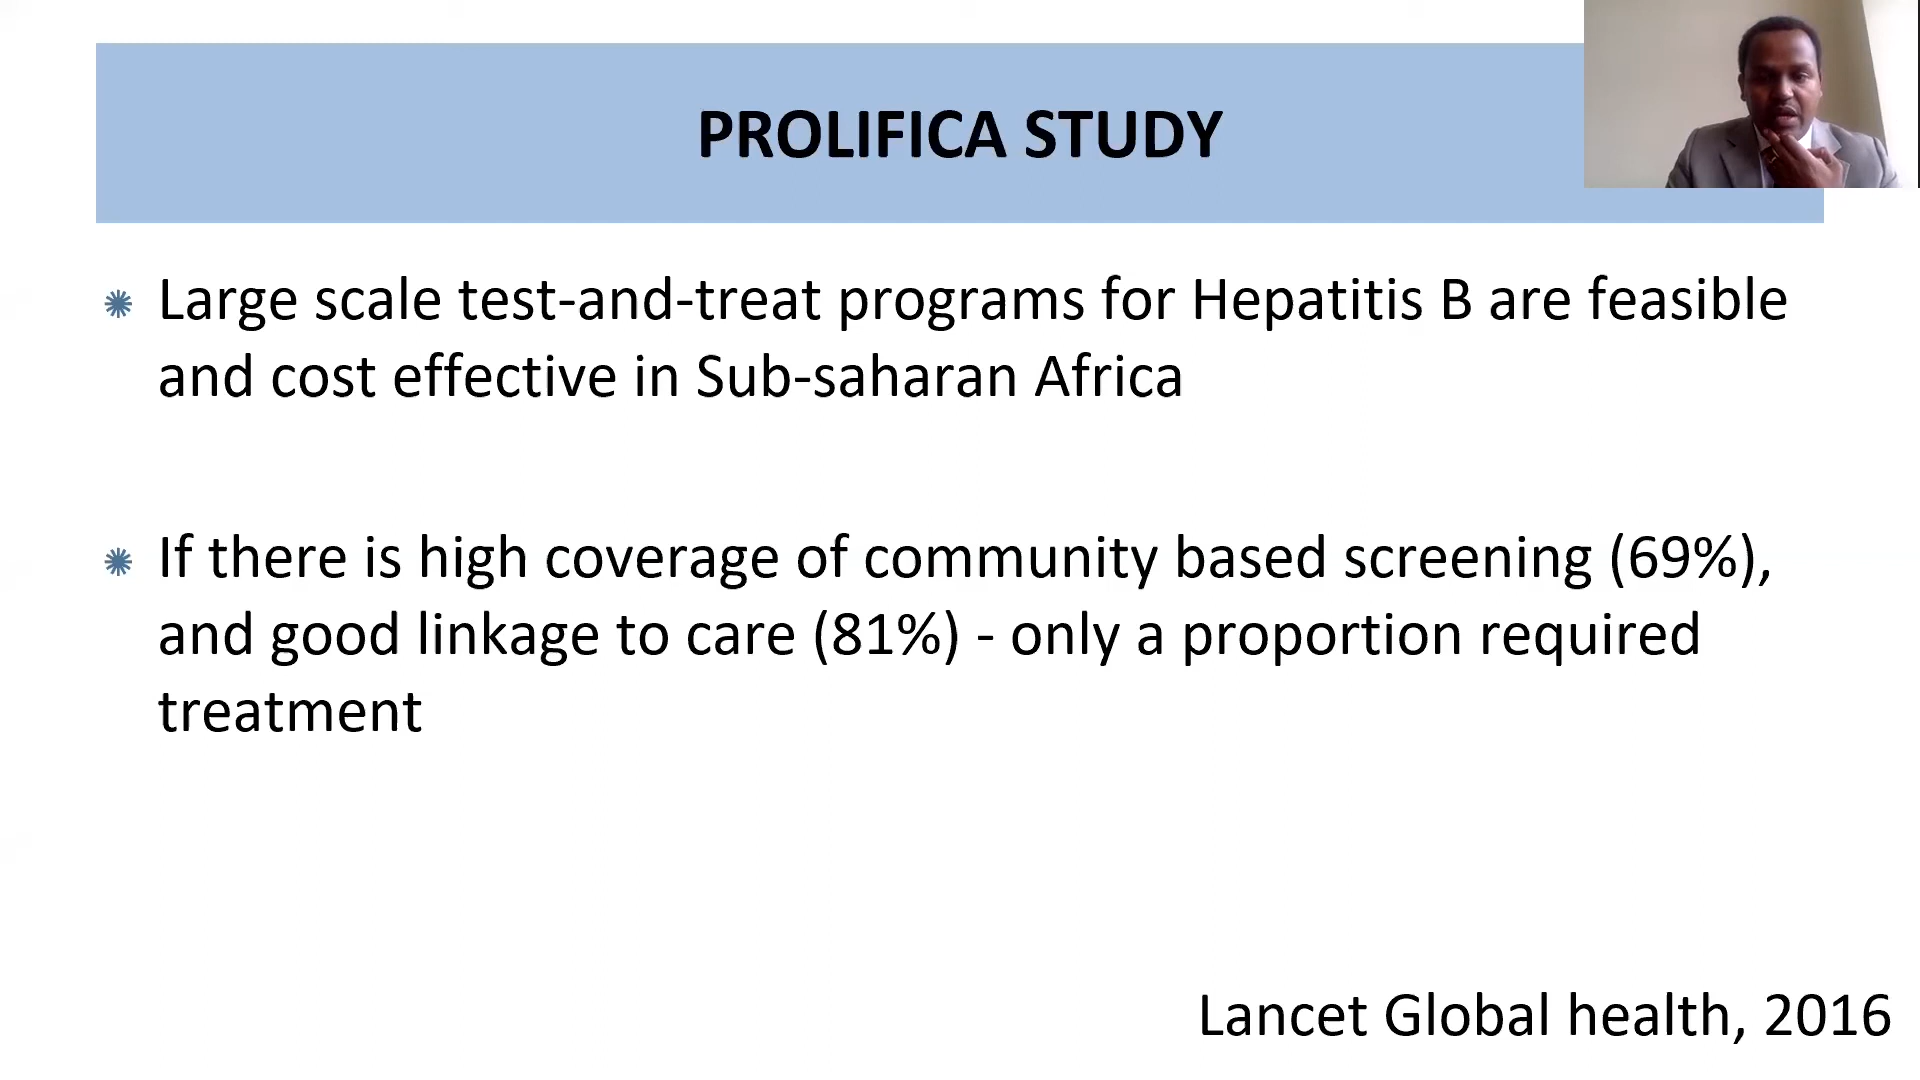 PROLIFICA STUDY
Large scale test-and-treat programs for Hepatitis B are feasible
and cost effective in Sub-saharan Africa
If there is high coverage of community based screening (69%),
and good linkage to care (81%) - only a proportion required
treatment
Lancet Global health, 2016